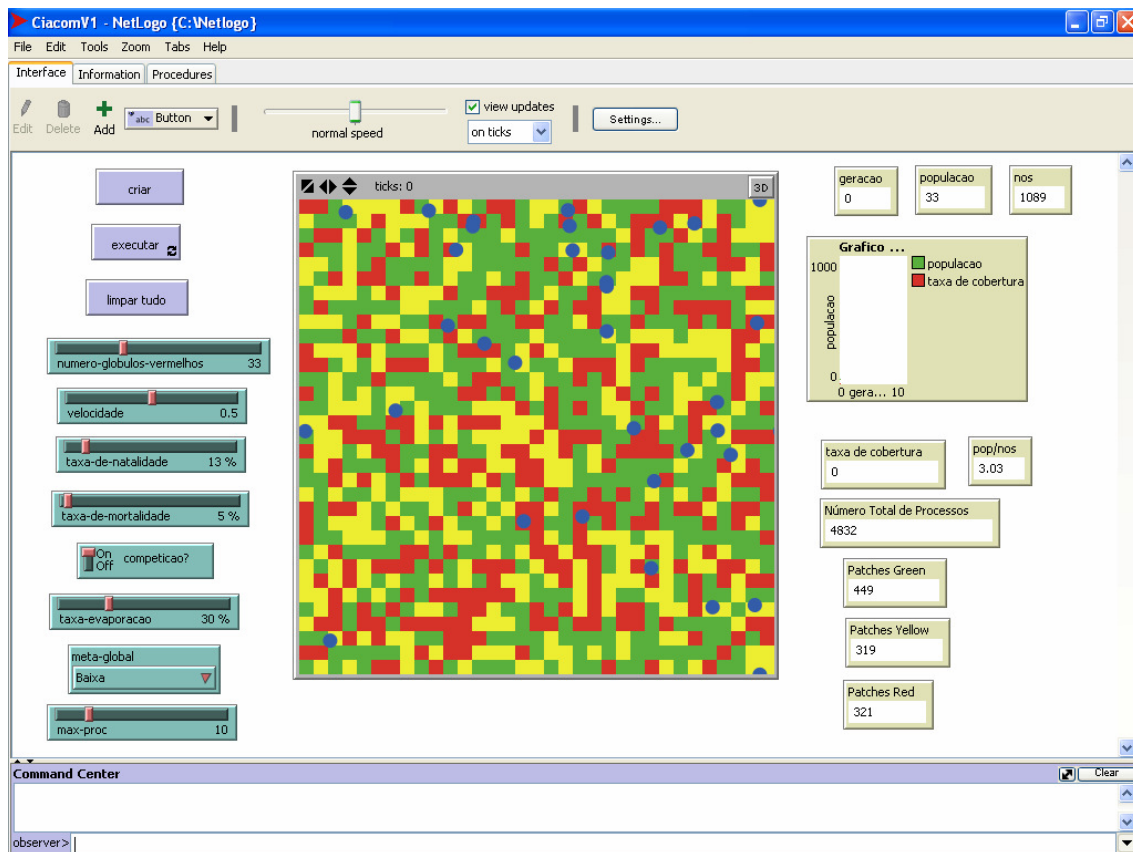 CiacomV1 - NetLogo {C:\Netlogo}
File Edit Tools Zoom Tabs Help
Interface Information Procedures
Edit Delete Add abc Button
normal speed
view updates
on ticks
Settings...
criar
executar
limpar tudo
numero-globulos-vermelhos 33
velocidade 0.5
taxa-de-natalidade 13 %
taxa-de-mortalidade 5 %
On
Off
competicao?
taxa-evaporacao 30 %
meta-global
Baixa
max-proc 10
ticks: 0
3D
geracao
0
populacao
33
nos
1089
Grafico ...
1000
populacao
0
0 gera... 10
populacao
taxa de cobertura
taxa de cobertura
0
pop/nos
3.03
Número Total de Processos
4832
Patches Green
449
Patches Yellow
319
Patches Red
321
Command Center
Clear
observer>